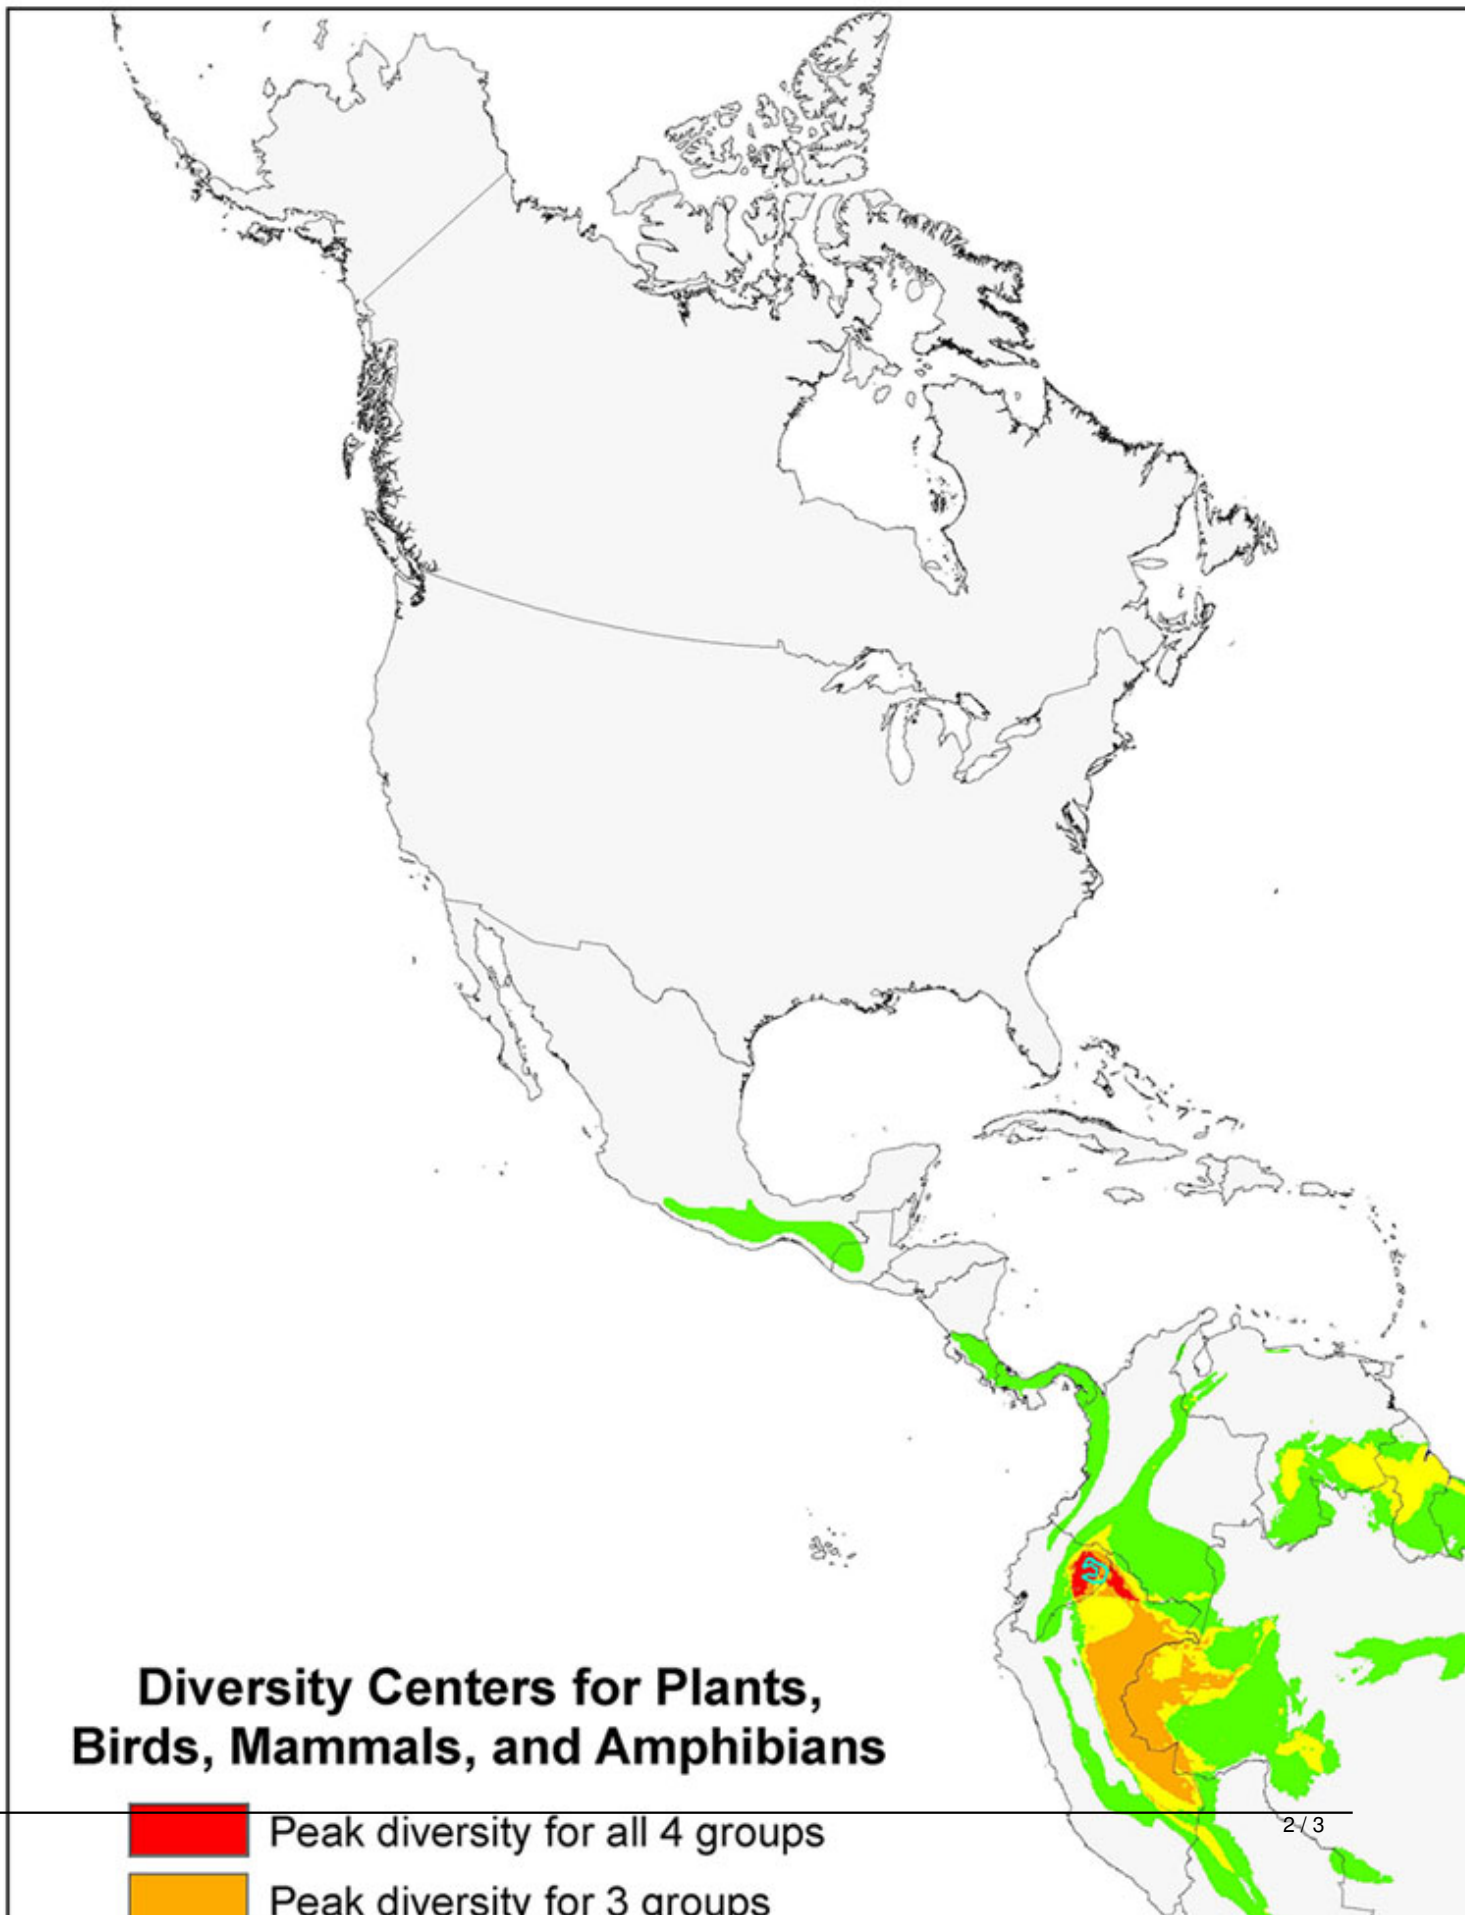 Diversity Centers for Plants,
Birds, Mammals, and Amphibians
Peak diversity for all 4 groups
2 / 3
Peak diversity for 3 groups